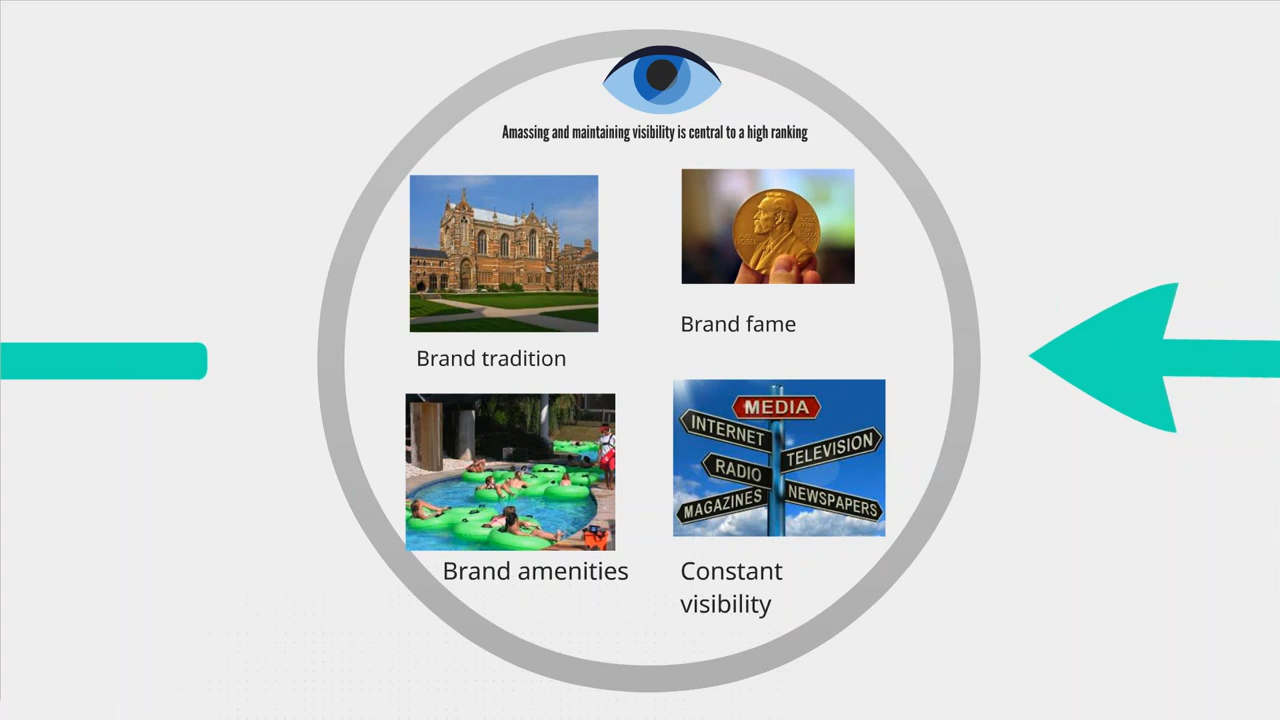 Amassing and maintaining visibility is central to a high ranking
Brand tradition
Brand fame
MEDIA
INTERNET
TELEVISION
RADIO
MAGAZINES
NEWSPAPERS
Brand amenities
Constant
visibility